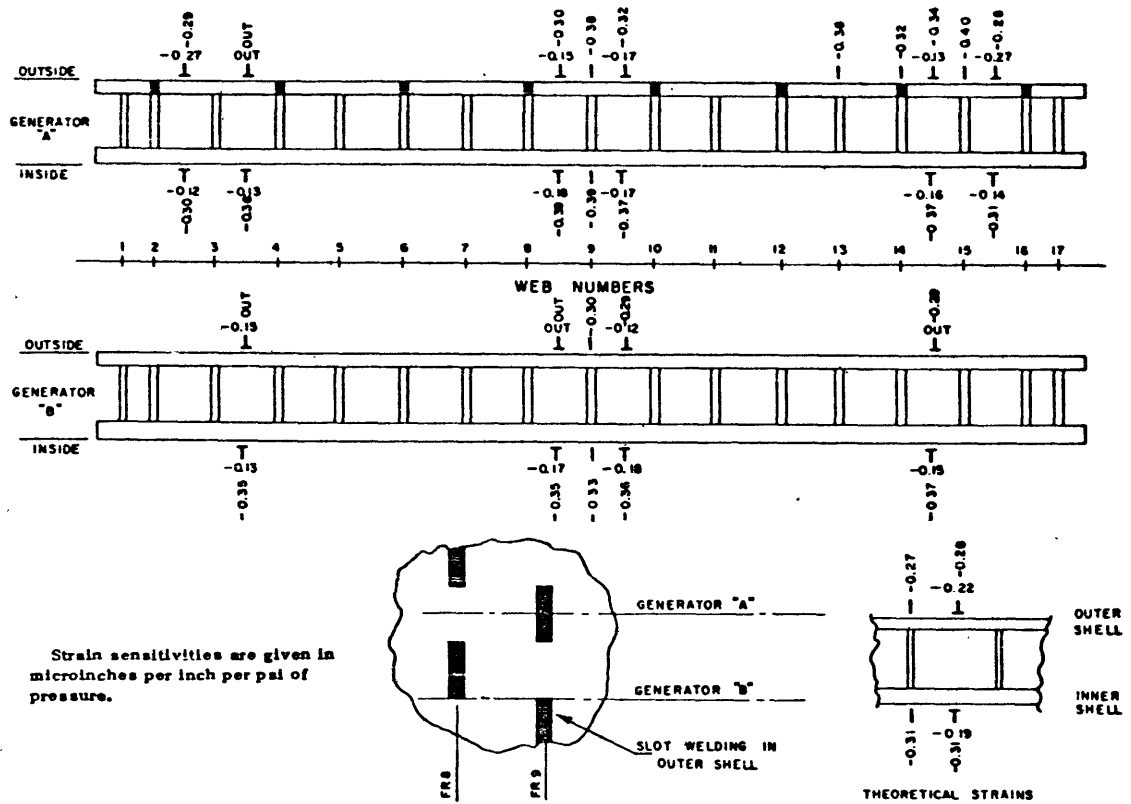 -0.29
-0.27
OUT
OUT
-0.30
-0.15
-0.38
-0.32
-0.17
-0.38
-0.32
-0.34
-0.13
-0.40
-0.28
-0.27
OUTSIDE
GENERATOR
"A"
INSIDE
-0.12
-0.30
-0.13
-0.36
-0.18
-0.39
-0.39
-0.17
-0.37
-0.16
-0.37
-0.14
-0.31
1 2 3 4 5 6 7 8 9 10 11 12 13 14 15 16 17
WEB NUMBERS
OUT
-0.15
OUT
OUT
-0.30
-0.29
-0.12
-0.28
OUT
OUTSIDE
GENERATOR
"B"
INSIDE
-0.13
-0.35
-0.17
-0.35
-0.33
-0.18
-0.36
-0.15
-0.37
Strain sensitivities are given in
microinches per inch per psi of
pressure.
GENERATOR "A"
GENERATOR "B"
SLOT WELDING IN
OUTER SHELL
FR 8
FR 9
-0.27
-0.28
-0.22
OUTER
SHELL
INNER
SHELL
-0.31
-0.19
-0.31
THEORETICAL STRAINS